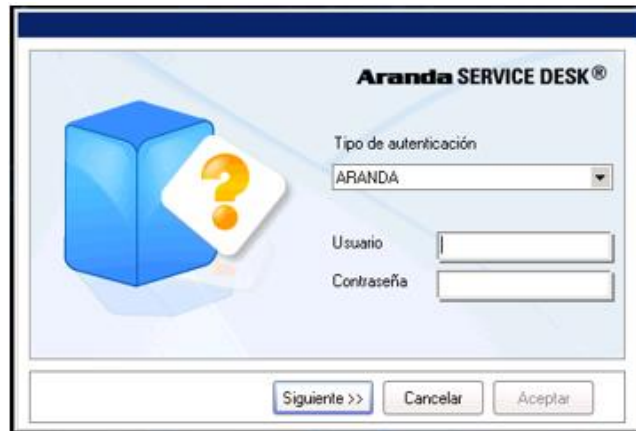 Aranda SERVICE DESK®
Tipo de autenticación
ARANDA
Usuario
Contraseña
Siguiente >> Cancelar Aceptar